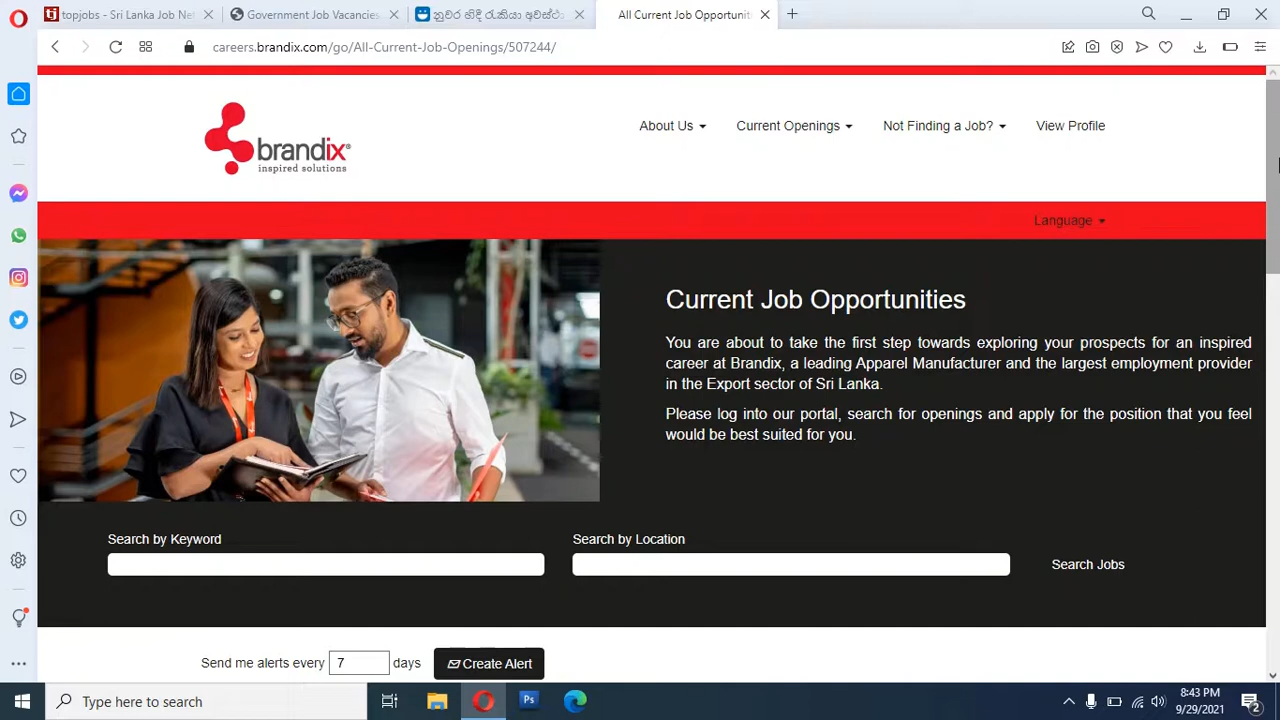 topjobs - Sri Lanka Job Net
Government Job Vacancies,
නුවර හිදී රැකියා අවස්ථා
All Current Job Opportuniti
careers.brandix.com/go/All-Current-Job-Openings/507244/
brandix
inspired solutions
About Us
Current Openings
Not Finding a Job?
View Profile
Language
Current Job Opportunities
You are about to take the first step towards exploring your prospects for an inspired
career at Brandix, a leading Apparel Manufacturer and the largest employment provider
in the Export sector of Sri Lanka.
Please log into our portal, search for openings and apply for the position that you feel
would be best suited for you.
Search by Keyword
Search by Location
Search Jobs
Send me alerts every 7 days
Create Alert
Type here to search
Ps
8:43 PM
9/29/2021
2